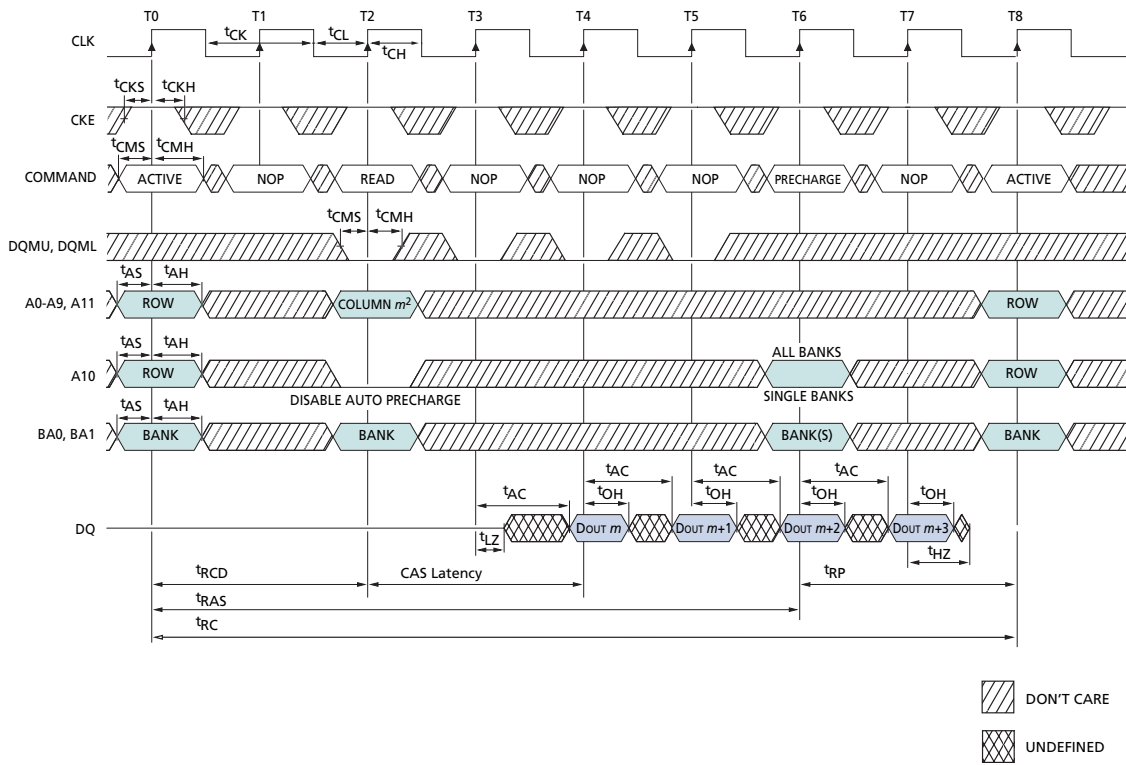 T0 T1 T2 T3 T4 T5 T6 T7 T8
CLK
tCK tCL
tCH
tCKS tCKH
CKE
tCMS tCMH
COMMAND ACTIVE NOP READ NOP NOP NOP PRECHARGE NOP ACTIVE
tCMS tCMH
DQMU, DQML
tAS tAH
A0-A9, A11 ROW COLUMN m2 ROW
tAS tAH
ALL BANKS
A10 ROW ROW
DISABLE AUTO PRECHARGE SINGLE BANKS
tAS tAH
BA0, BA1 BANK BANK BANK(S) BANK
tAC tAC tAC
tAC tOH tOH tOH tOH
DQ DOUT m DOUT m+1 DOUT m+2 DOUT m+3
tLZ tHZ
tRCD CAS Latency tRP
tRAS
tRC
DON'T CARE
UNDEFINED